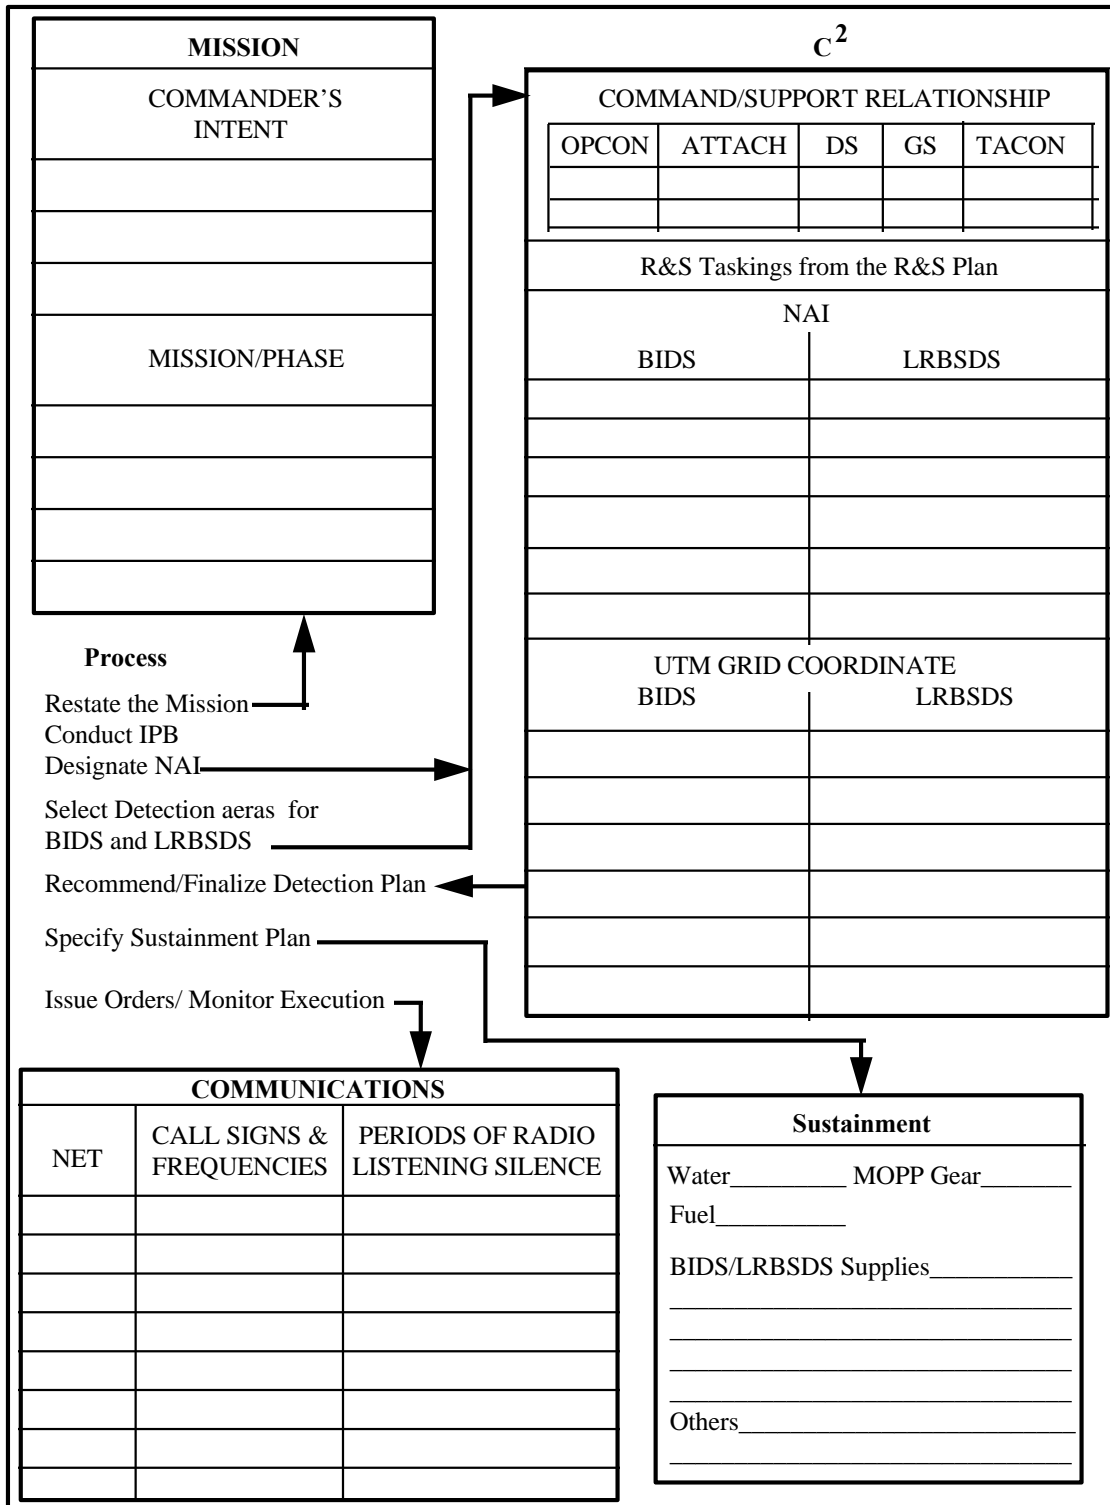 MISSION
COMMANDER'S
INTENT
MISSION/PHASE
C2
COMMAND/SUPPORT RELATIONSHIP
OPCON ATTACH DS GS TACON
R&S Taskings from the R&S Plan
NAI
BIDS LRBSDS
UTM GRID COORDINATE
BIDS LRBSDS
Process
Restate the Mission
Conduct IPB
Designate NAI
Select Detection aeras for
BIDS and LRBSDS
Recommend/Finalize Detection Plan
Specify Sustainment Plan
Issue Orders/ Monitor Execution
COMMUNICATIONS
NET
CALL SIGNS &
FREQUENCIES
PERIODS OF RADIO
LISTENING SILENCE
Sustainment
Water_________ MOPP Gear_______
Fuel__________
BIDS/LRBSDS Supplies___________
Others__________________________